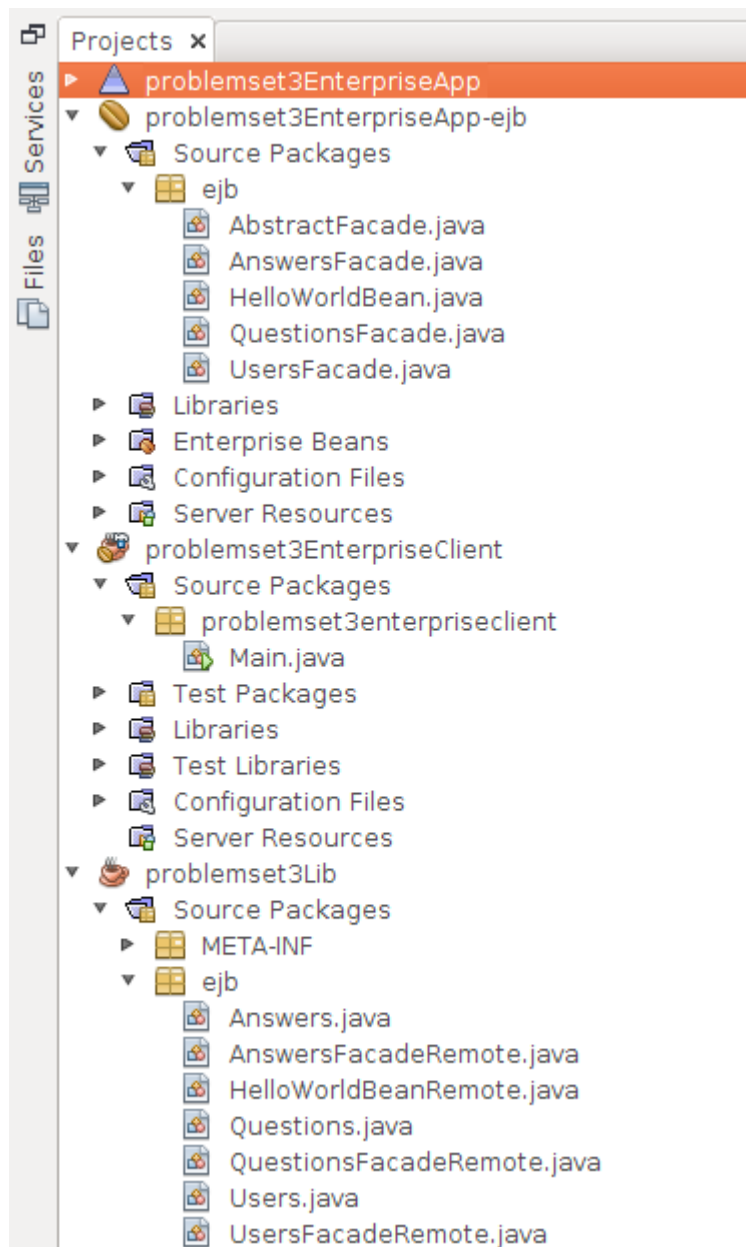 Projects ×
Services
Files
problemset3EnterpriseApp
problemset3EnterpriseApp-ejb
Source Packages
ejb
AbstractFacade.java
AnswersFacade.java
HelloWorldBean.java
QuestionsFacade.java
UsersFacade.java
Libraries
Enterprise Beans
Configuration Files
Server Resources
problemset3EnterpriseClient
Source Packages
problemset3enterpriseclient
Main.java
Test Packages
Libraries
Test Libraries
Configuration Files
Server Resources
problemset3Lib
Source Packages
META-INF
ejb
Answers.java
AnswersFacadeRemote.java
HelloWorldBeanRemote.java
Questions.java
QuestionsFacadeRemote.java
Users.java
UsersFacadeRemote.java